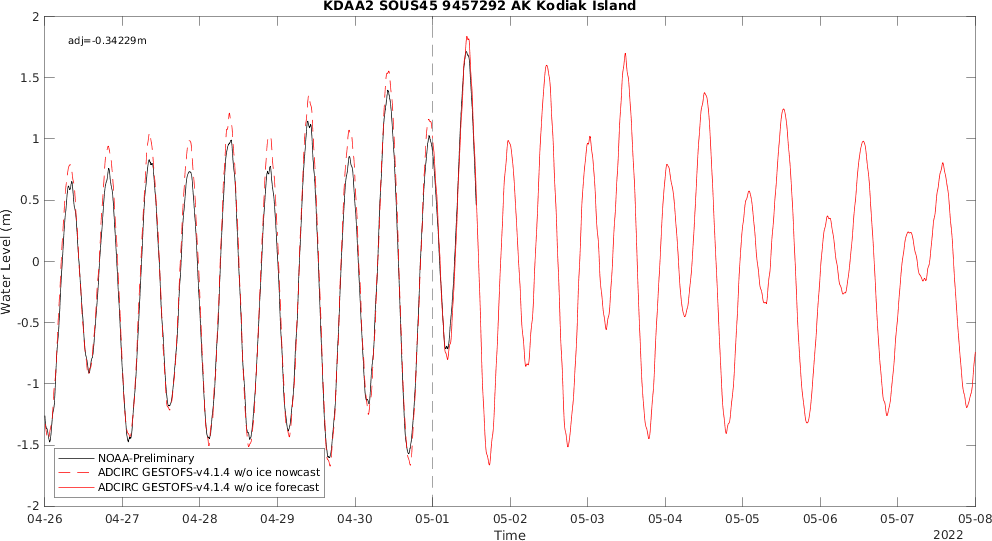 KDAA2 SOUS45 9457292 AK Kodiak Island
adj=-0.34229m
2
1.5
1
0.5
0
-0.5
-1
-1.5
-2
Water Level (m)
NOAA-Preliminary
ADCIRC GESTOFS-v4.1.4 w/o ice nowcast
ADCIRC GESTOFS-v4.1.4 w/o ice forecast
04-26 04-27 04-28 04-29 04-30 05-01 05-02 05-03 05-04 05-05 05-06 05-07 05-08
Time
2022